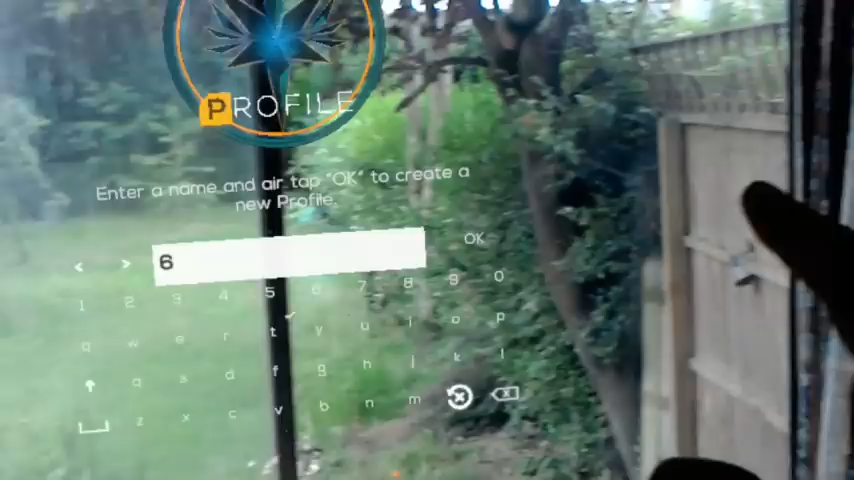 PROFILE
Enter a name and air tap "OK" to create a
new Profile.
OK
< > 6
1 2 3 4 5 6 7 8 9 0
q w e r t y u i o p
a s d f g h j k l
z x c v b n m